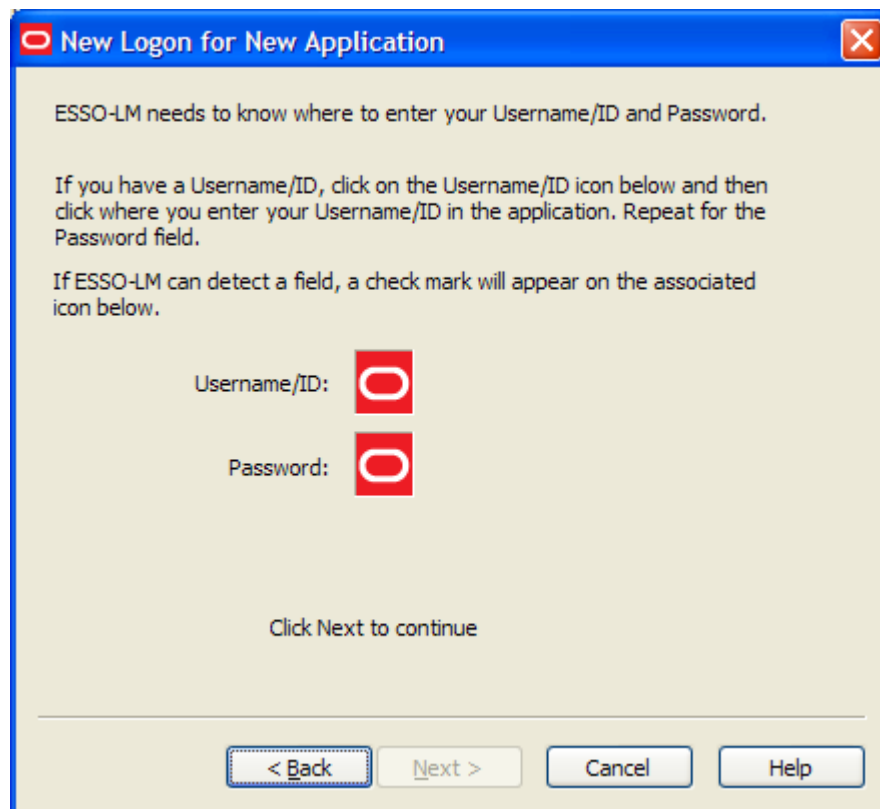 New Logon for New Application
ESSO-LM needs to know where to enter your Username/ID and Password.
If you have a Username/ID, click on the Username/ID icon below and then
click where you enter your Username/ID in the application. Repeat for the
Password field.
If ESSO-LM can detect a field, a check mark will appear on the associated
icon below.
Username/ID:
Password:
Click Next to continue
< Back Next > Cancel Help